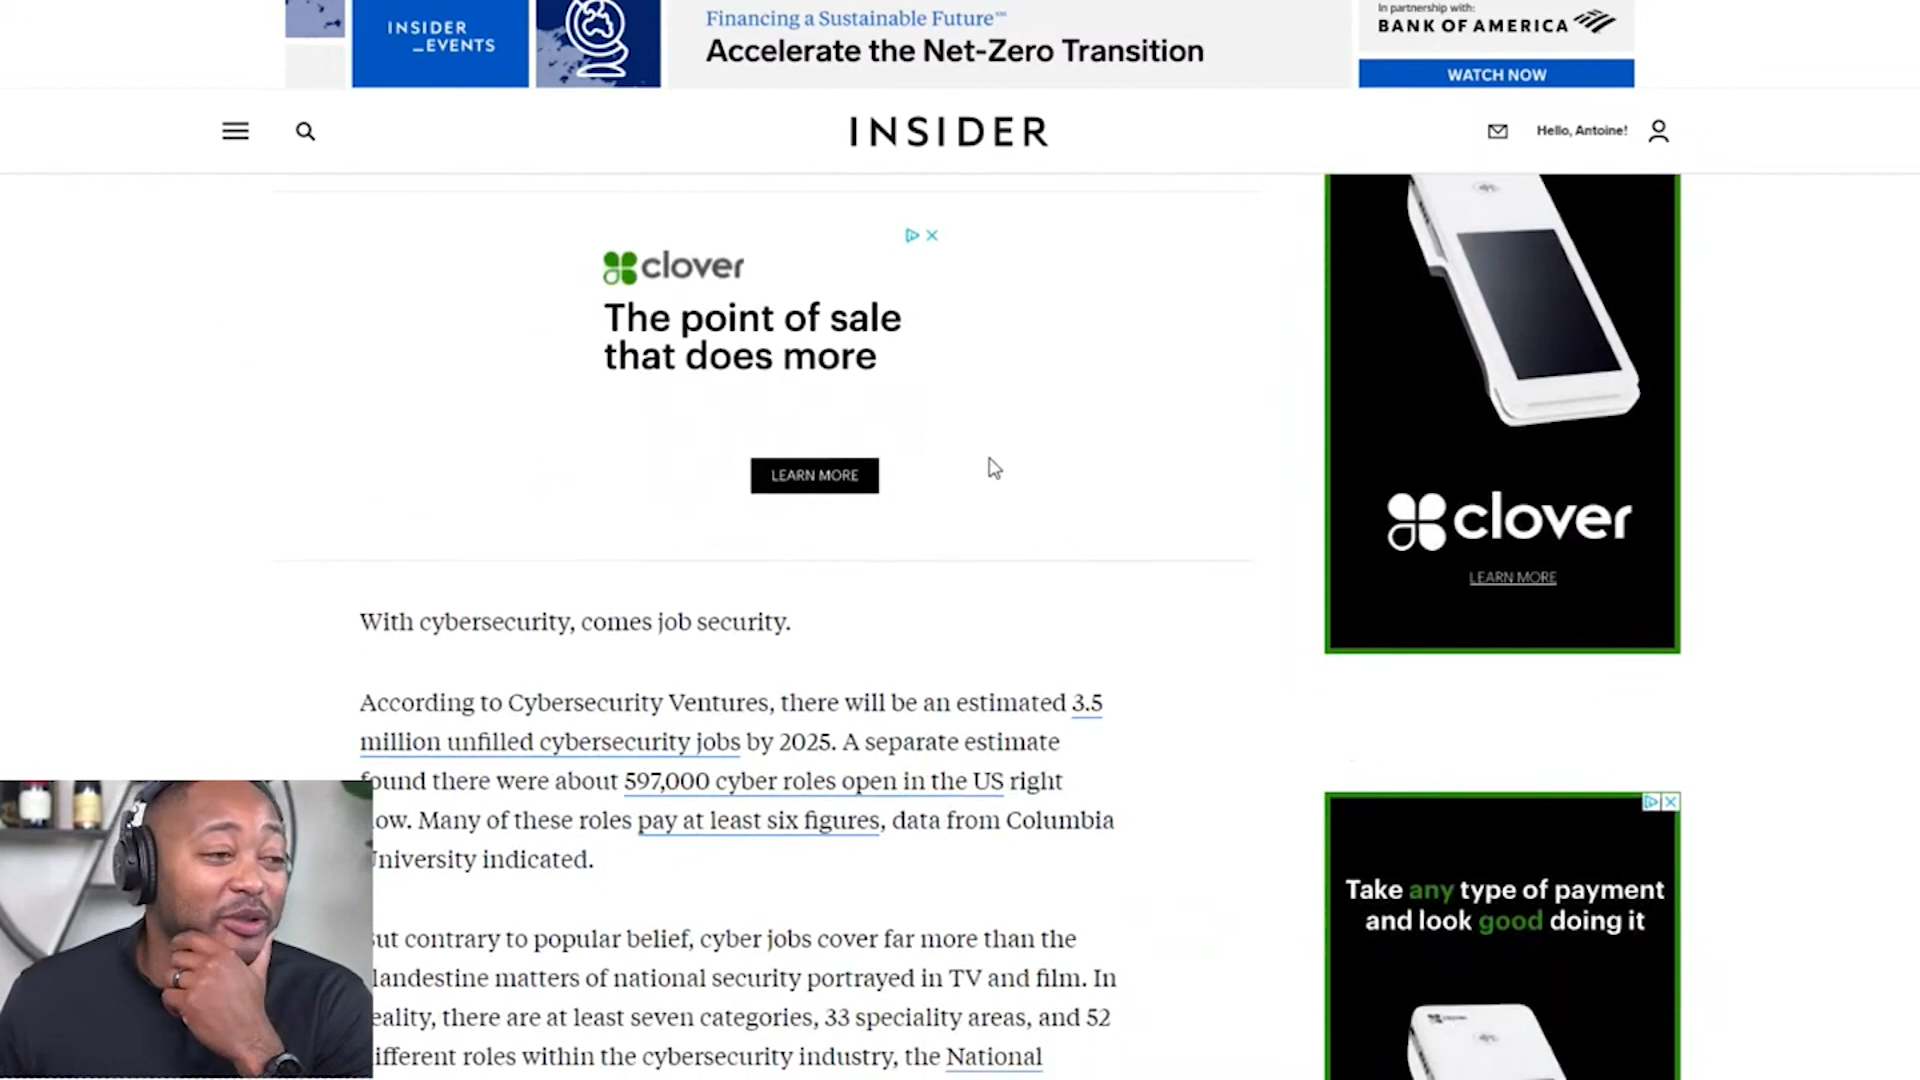 INSIDER
_EVENTS
Financing a Sustainable Future℠
Accelerate the Net-Zero Transition
In partnership with:
BANK OF AMERICA
WATCH NOW
INSIDER
Hello, Antoine!
clover
The point of sale
that does more
LEARN MORE
clover
LEARN MORE
With cybersecurity, comes job security.
According to Cybersecurity Ventures, there will be an estimated 3.5
million unfilled cybersecurity jobs by 2025. A separate estimate
found there were about 597,000 cyber roles open in the US right
ow. Many of these roles pay at least six figures, data from Columbia
niversity indicated.
ut contrary to popular belief, cyber jobs cover far more than the
landestine matters of national security portrayed in TV and film. In
eality, there are at least seven categories, 33 speciality areas, and 52
ifferent roles within the cybersecurity industry, the National
Take any type of payment
and look good doing it